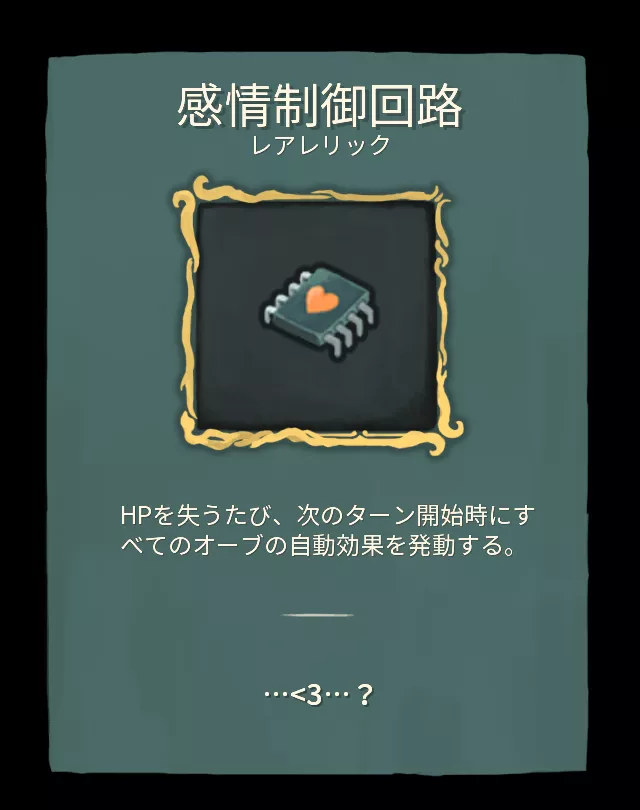 感情制御回路
レアレリック
HPを失うたび、次のターン開始時にす
べてのオーブの自動効果を発動する。
…<3…？